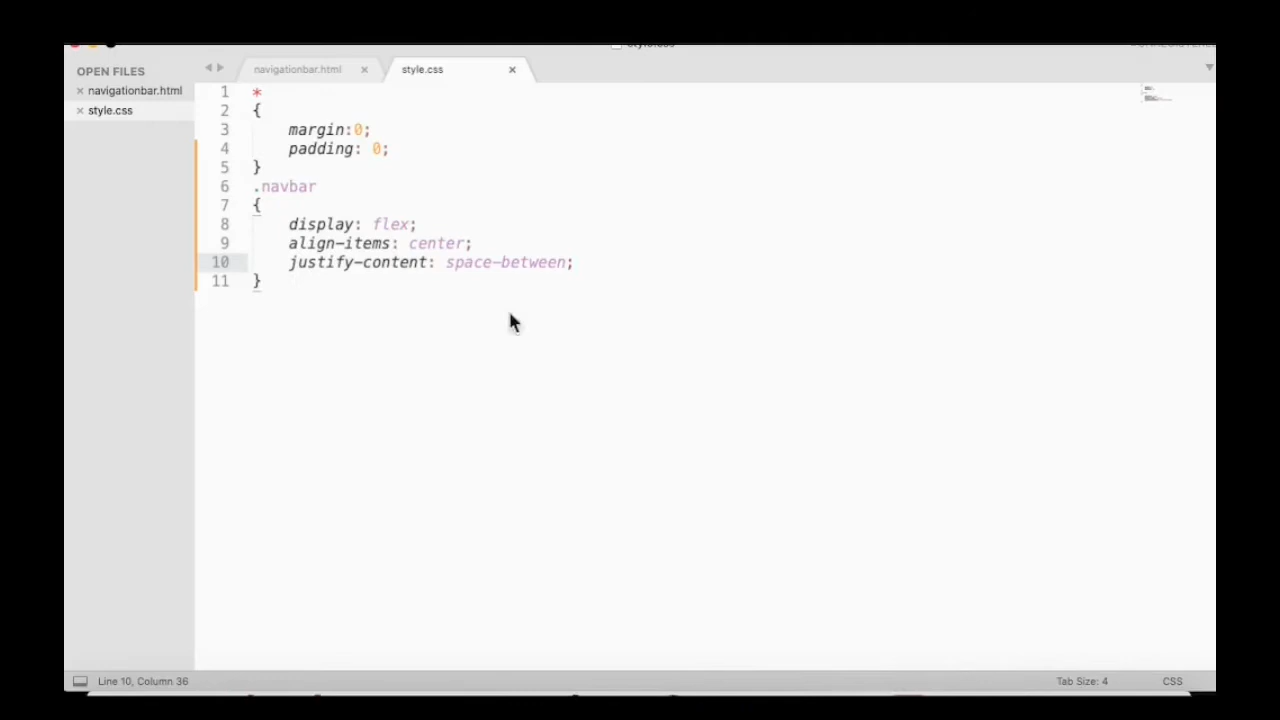 OPEN FILES
navigationbar.html
style.css
navigationbar.html
style.css
1 *
2 {
3 margin:0;
4 padding: 0;
5 }
6 .navbar
7 {
8 display: flex;
9 align-items: center;
10 justify-content: space-between;
11 }
Line 10, Column 36
Tab Size: 4
CSS